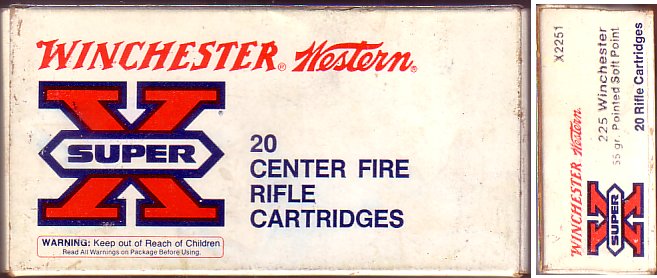 WINCHESTER® Western®
SUPER X
®
20
CENTER FIRE
RIFLE
CARTRIDGES
WARNING: Keep out of Reach of Children
Read All Warnings on Package Before Using.
X2251
225 Winchester
55 gr. Pointed Soft Point
20 Rifle Cartridges
WINCHESTER Western
SUPER X